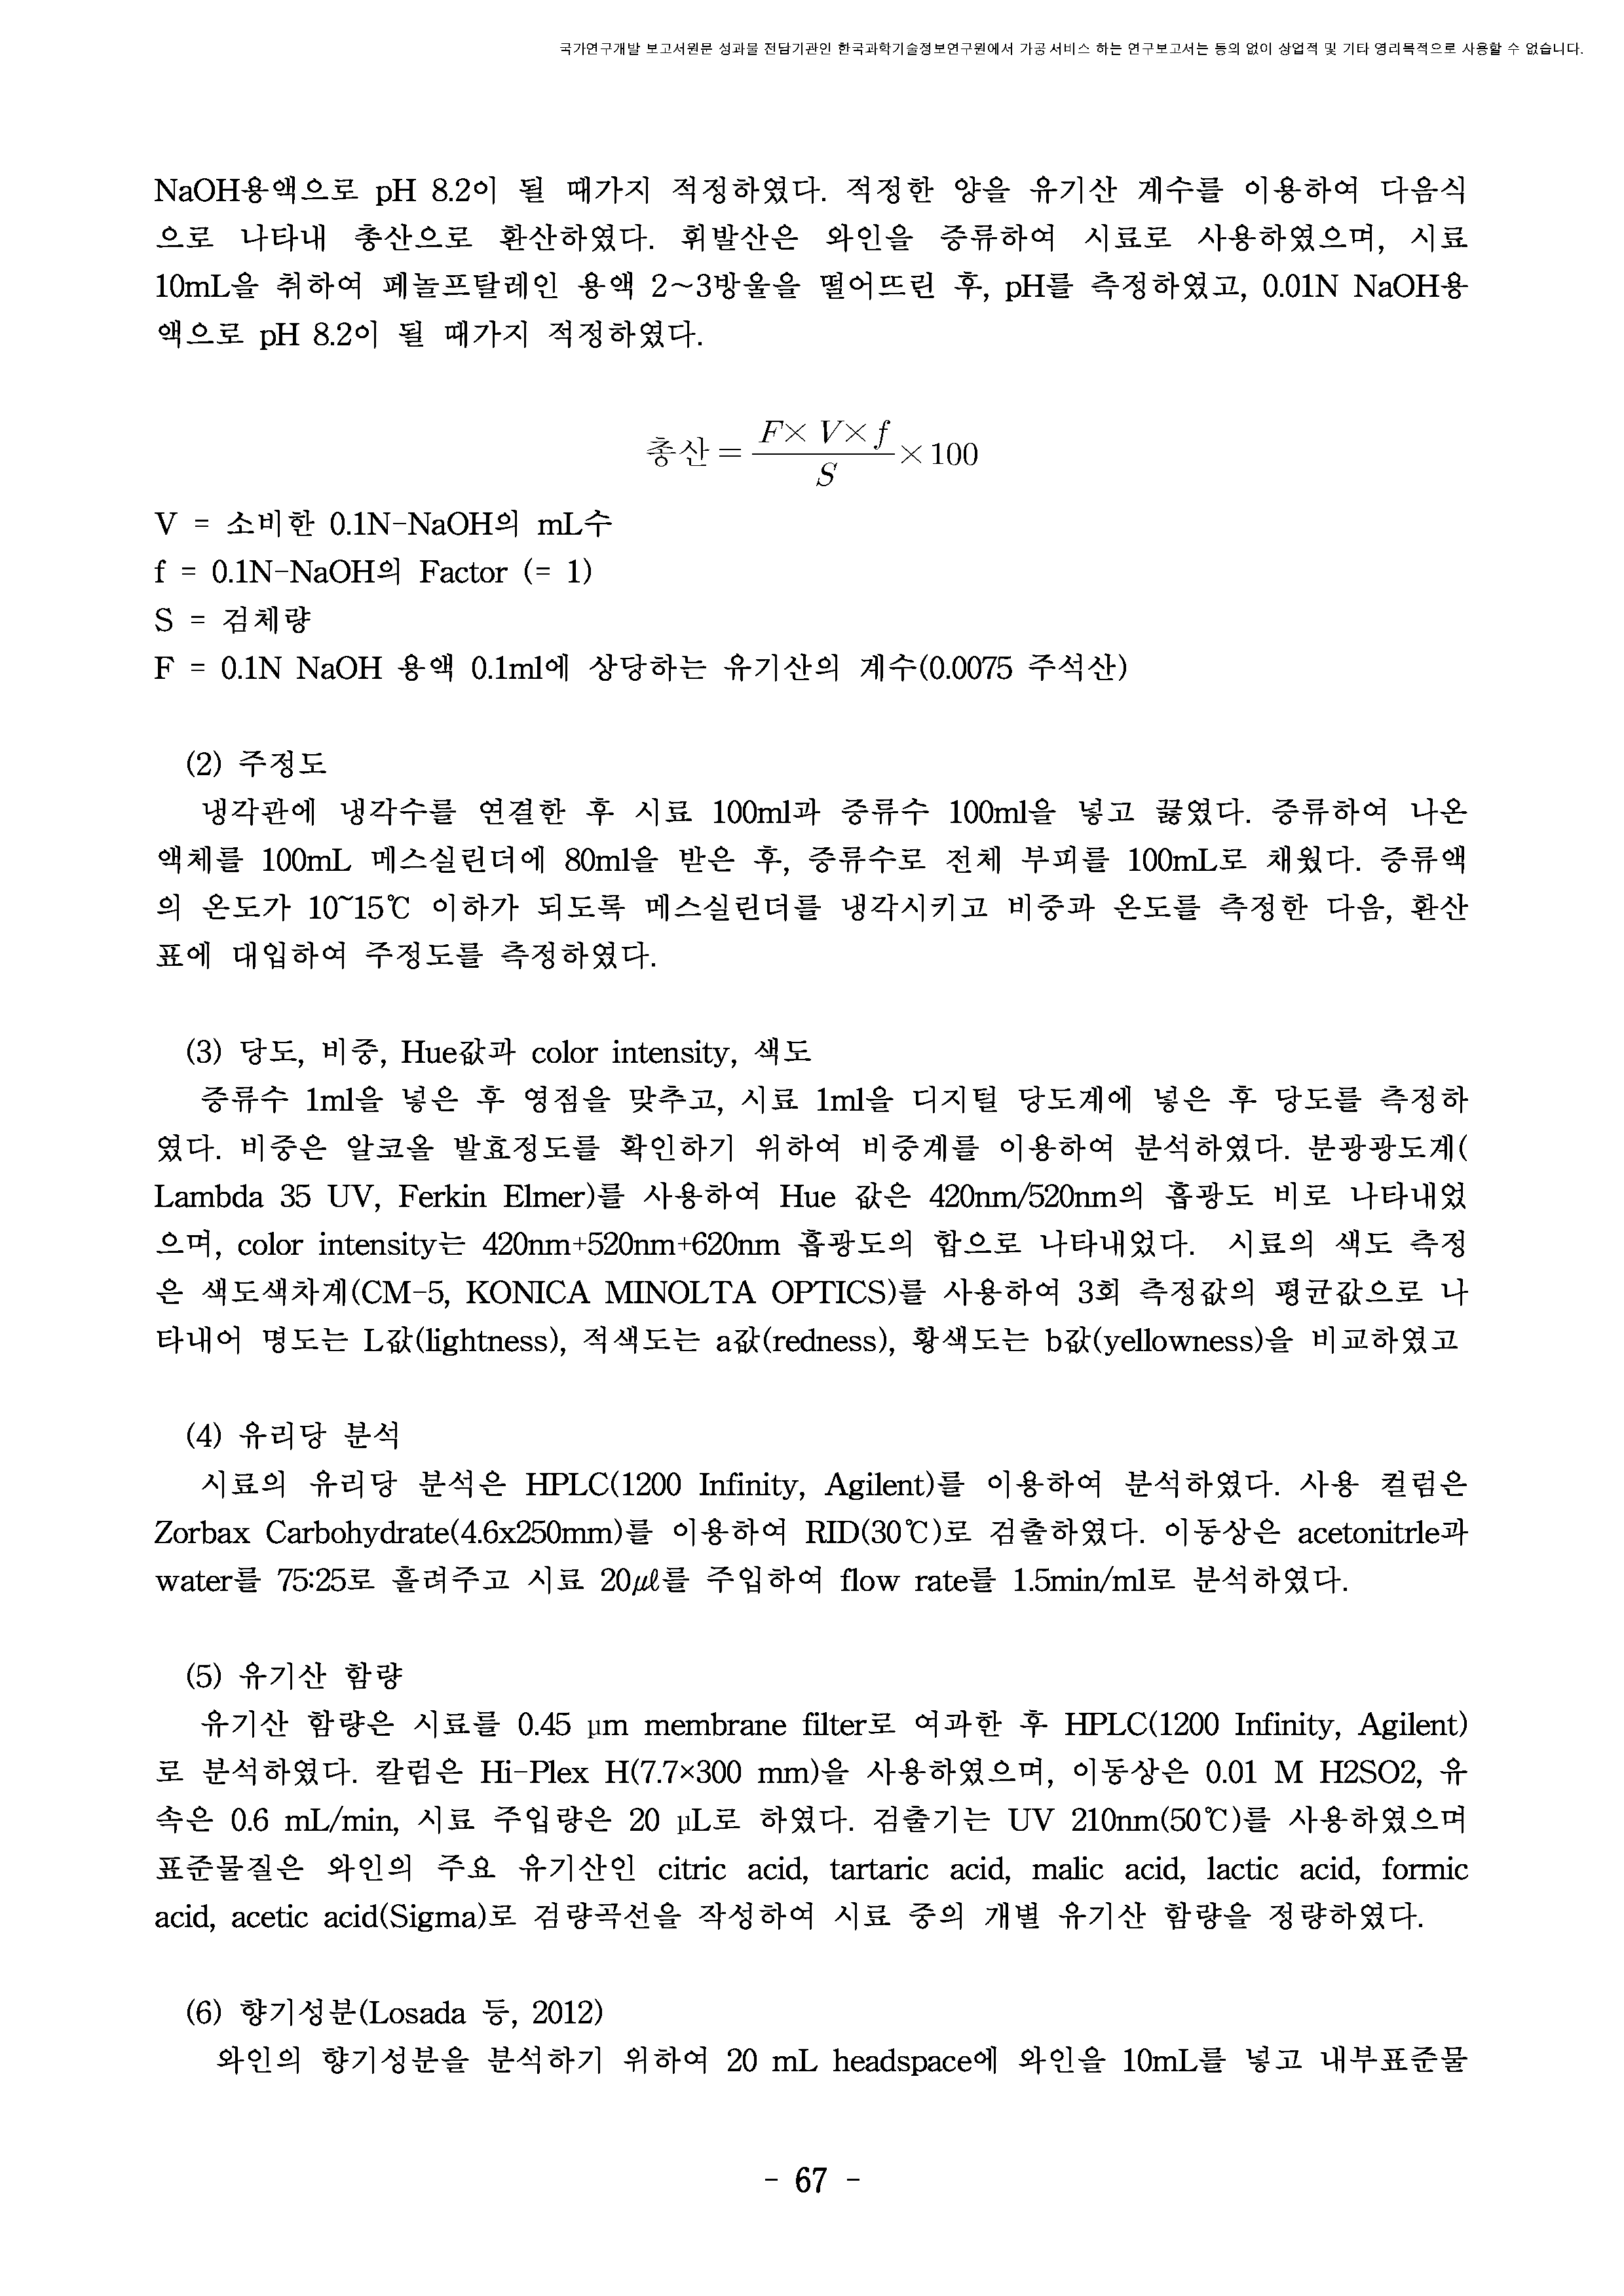 국가연구개발 보고서원문 성과물 전담기관인 한국과학기술정보연구원에서 가공·서비스 하는 연구보고서는 동의 없이 상업적 및 기타 영리목적으로 사용할 수 없습니다.
NaOH용액으로 pH 8.2이 될 때가지 적정하였다. 적정한 양을 유기산 계수를 이용하여 다음식
으로 나타내 총산으로 환산하였다. 휘발산은 와인을 증류하여 시료로 사용하였으며, 시료
10mL을 취하여 페놀프탈레인 용액 2~3방울을 떨어뜨린 후, pH를 측정하였고, 0.01N NaOH용
액으로 pH 8.2이 될 때가지 적정하였다.
총산 = F× V× f / S × 100
V = 소비한 0.1N-NaOH의 mL수
f = 0.1N-NaOH의 Factor (= 1)
S = 검체량
F = 0.1N NaOH 용액 0.1ml에 상당하는 유기산의 계수(0.0075 주석산)
(2) 주정도
냉각관에 냉각수를 연결한 후 시료 100ml과 증류수 100ml을 넣고 끓였다. 증류하여 나온
액체를 100mL 메스실린더에 80ml을 받은 후, 증류수로 전체 부피를 100mL로 채웠다. 증류액
의 온도가 10~15℃ 이하가 되도록 메스실린더를 냉각시키고 비중과 온도를 측정한 다음, 환산
표에 대입하여 주정도를 측정하였다.
(3) 당도, 비중, Hue값과 color intensity, 색도
증류수 1ml을 넣은 후 영점을 맞추고, 시료 1ml을 디지털 당도계에 넣은 후 당도를 측정하
였다. 비중은 알코올 발효정도를 확인하기 위하여 비중계를 이용하여 분석하였다. 분광광도계(
Lambda 35 UV, Ferkin Elmer)를 사용하여 Hue 값은 420nm/520nm의 흡광도 비로 나타내었
으며, color intensity는 420nm+520nm+620nm 흡광도의 합으로 나타내었다. 시료의 색도 측정
은 색도색차계(CM-5, KONICA MINOLTA OPTICS)를 사용하여 3회 측정값의 평균값으로 나
타내어 명도는 L값(lightness), 적색도는 a값(redness), 황색도는 b값(yellowness)을 비교하였고
(4) 유리당 분석
시료의 유리당 분석은 HPLC(1200 Infinity, Agilent)를 이용하여 분석하였다. 사용 컬럼은
Zorbax Carbohydrate(4.6x250mm)를 이용하여 RID(30℃)로 검출하였다. 이동상은 acetonitrle과
water를 75:25로 흘려주고 시료 20㎕를 주입하여 flow rate를 1.5min/ml로 분석하였다.
(5) 유기산 함량
유기산 함량은 시료를 0.45 μm membrane filter로 여과한 후 HPLC(1200 Infinity, Agilent)
로 분석하였다. 칼럼은 Hi-Plex H(7.7×300 mm)을 사용하였으며, 이동상은 0.01 M H2SO2, 유
속은 0.6 mL/min, 시료 주입량은 20 μL로 하였다. 검출기는 UV 210nm(50℃)를 사용하였으며
표준물질은 와인의 주요 유기산인 citric acid, tartaric acid, malic acid, lactic acid, formic
acid, acetic acid(Sigma)로 검량곡선을 작성하여 시료 중의 개별 유기산 함량을 정량하였다.
(6) 향기성분(Losada 등, 2012)
와인의 향기성분을 분석하기 위하여 20 mL headspace에 와인을 10mL를 넣고 내부표준물
- 67 -